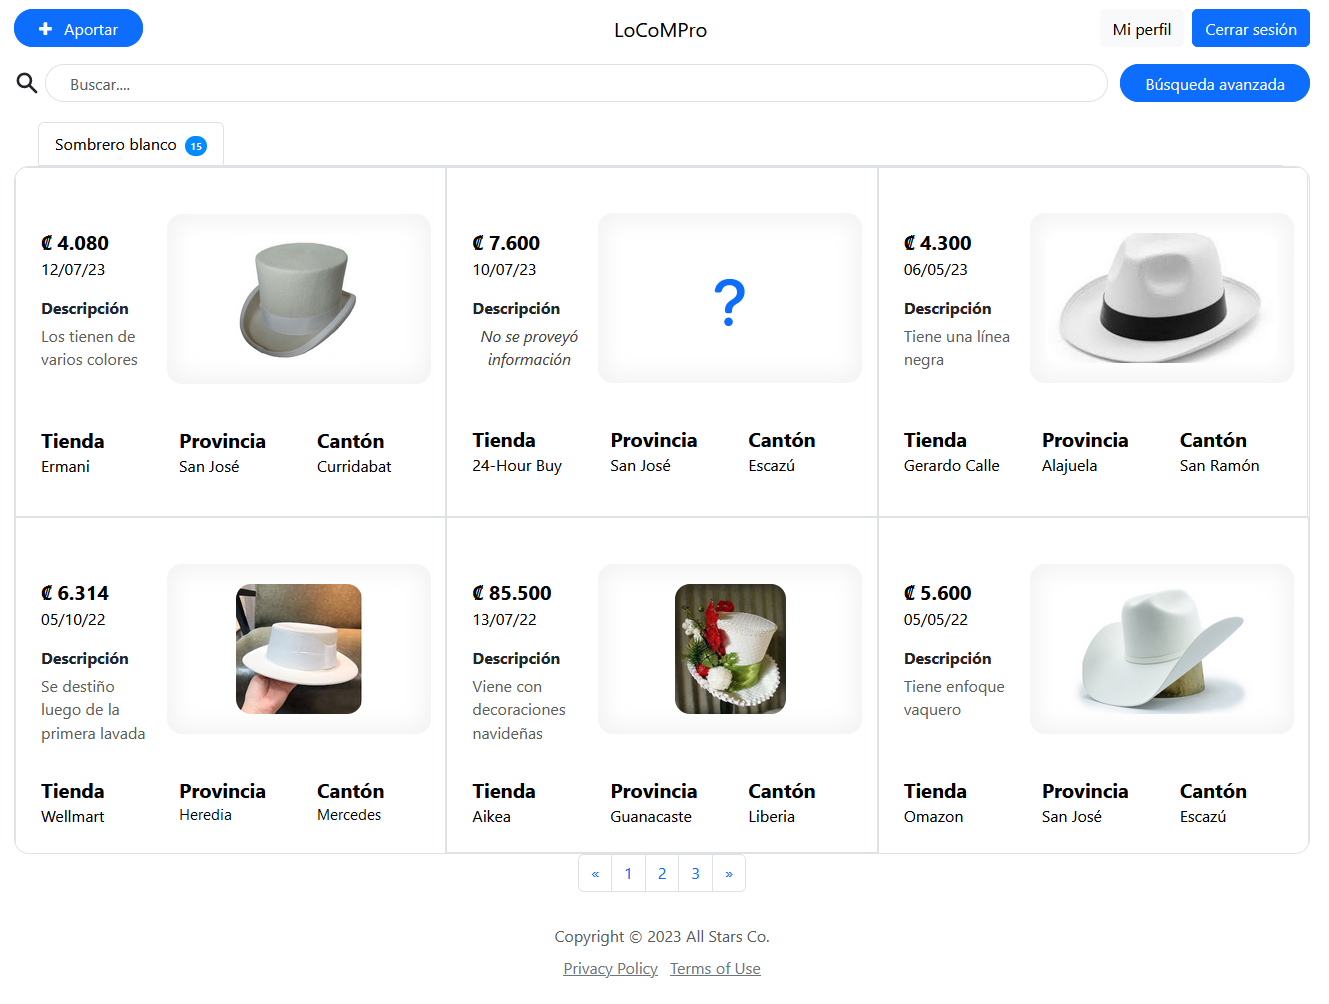 Aportar
LoCoMPro
Mi perfil
Cerrar sesión
Buscar....
Búsqueda avanzada
Sombrero blanco 15
₡ 4.080
12/07/23
Descripción
Los tienen de
varios colores
Tienda Provincia Cantón
Ermani San José Curridabat
₡ 7.600
10/07/23
Descripción
No se proveyó
información
?
Tienda Provincia Cantón
24-Hour Buy San José Escazú
₡ 4.300
06/05/23
Descripción
Tiene una línea
negra
Tienda Provincia Cantón
Gerardo Calle Alajuela San Ramón
₡ 6.314
05/10/22
Descripción
Se destiño
luego de la
primera lavada
Tienda Provincia Cantón
Wellmart Heredia Mercedes
₡ 85.500
13/07/22
Descripción
Viene con
decoraciones
navideñas
Tienda Provincia Cantón
Aikea Guanacaste Liberia
₡ 5.600
05/05/22
Descripción
Tiene enfoque
vaquero
Tienda Provincia Cantón
Omazon San José Escazú
« 1 2 3 »
Copyright © 2023 All Stars Co.
Privacy Policy Terms of Use